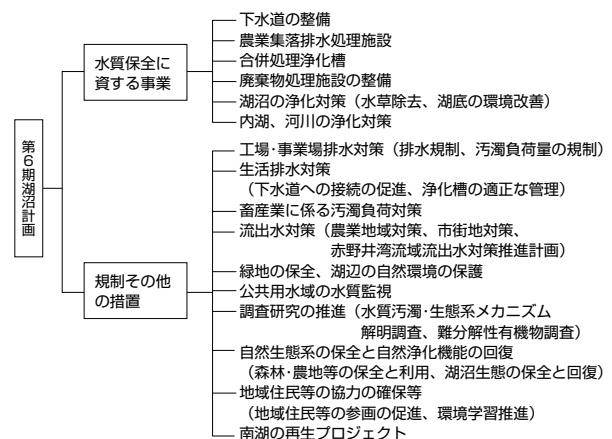 第6期湖沼計画
水質保全に
資する事業
下水道の整備
農業集落排水処理施設
合併処理浄化槽
廃棄物処理施設の整備
湖沼の浄化対策（水草除去、湖底の環境改善）
内湖、河川の浄化対策
規制その他
の措置
工場・事業場排水対策（排水規制、汚濁負荷量の規制）
生活排水対策
（下水道への接続の促進、浄化槽の適正な管理）
畜産業に係る汚濁負荷対策
流出水対策（農業地域対策、市街地対策、
赤野井湾流域流出水対策推進計画）
緑地の保全、湖辺の自然環境の保護
公共用水域の水質監視
調査研究の推進（水質汚濁・生態系メカニズム
解明調査、難分解性有機物調査）
自然生態系の保全と自然浄化機能の回復
（森林・農地等の保全と利用、湖沼生態の保全と回復）
地域住民等の協力の確保等
（地域住民等の参画の促進、環境学習推進）
南湖の再生プロジェクト